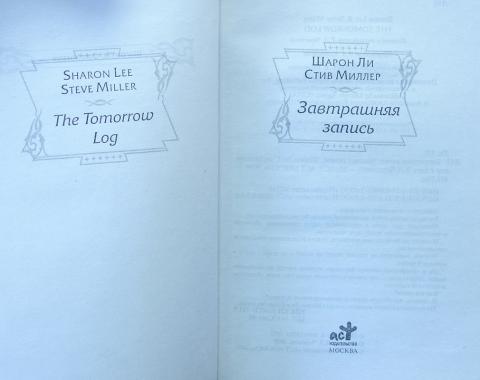 SHARON LEE
STEVE MILLER
The Tomorrow
Log
ШАРОН ЛИ
СТИВ МИЛЛЕР
Завтрашняя
запись
аст
ИЗДАТЕЛЬСТВО
МОСКВА